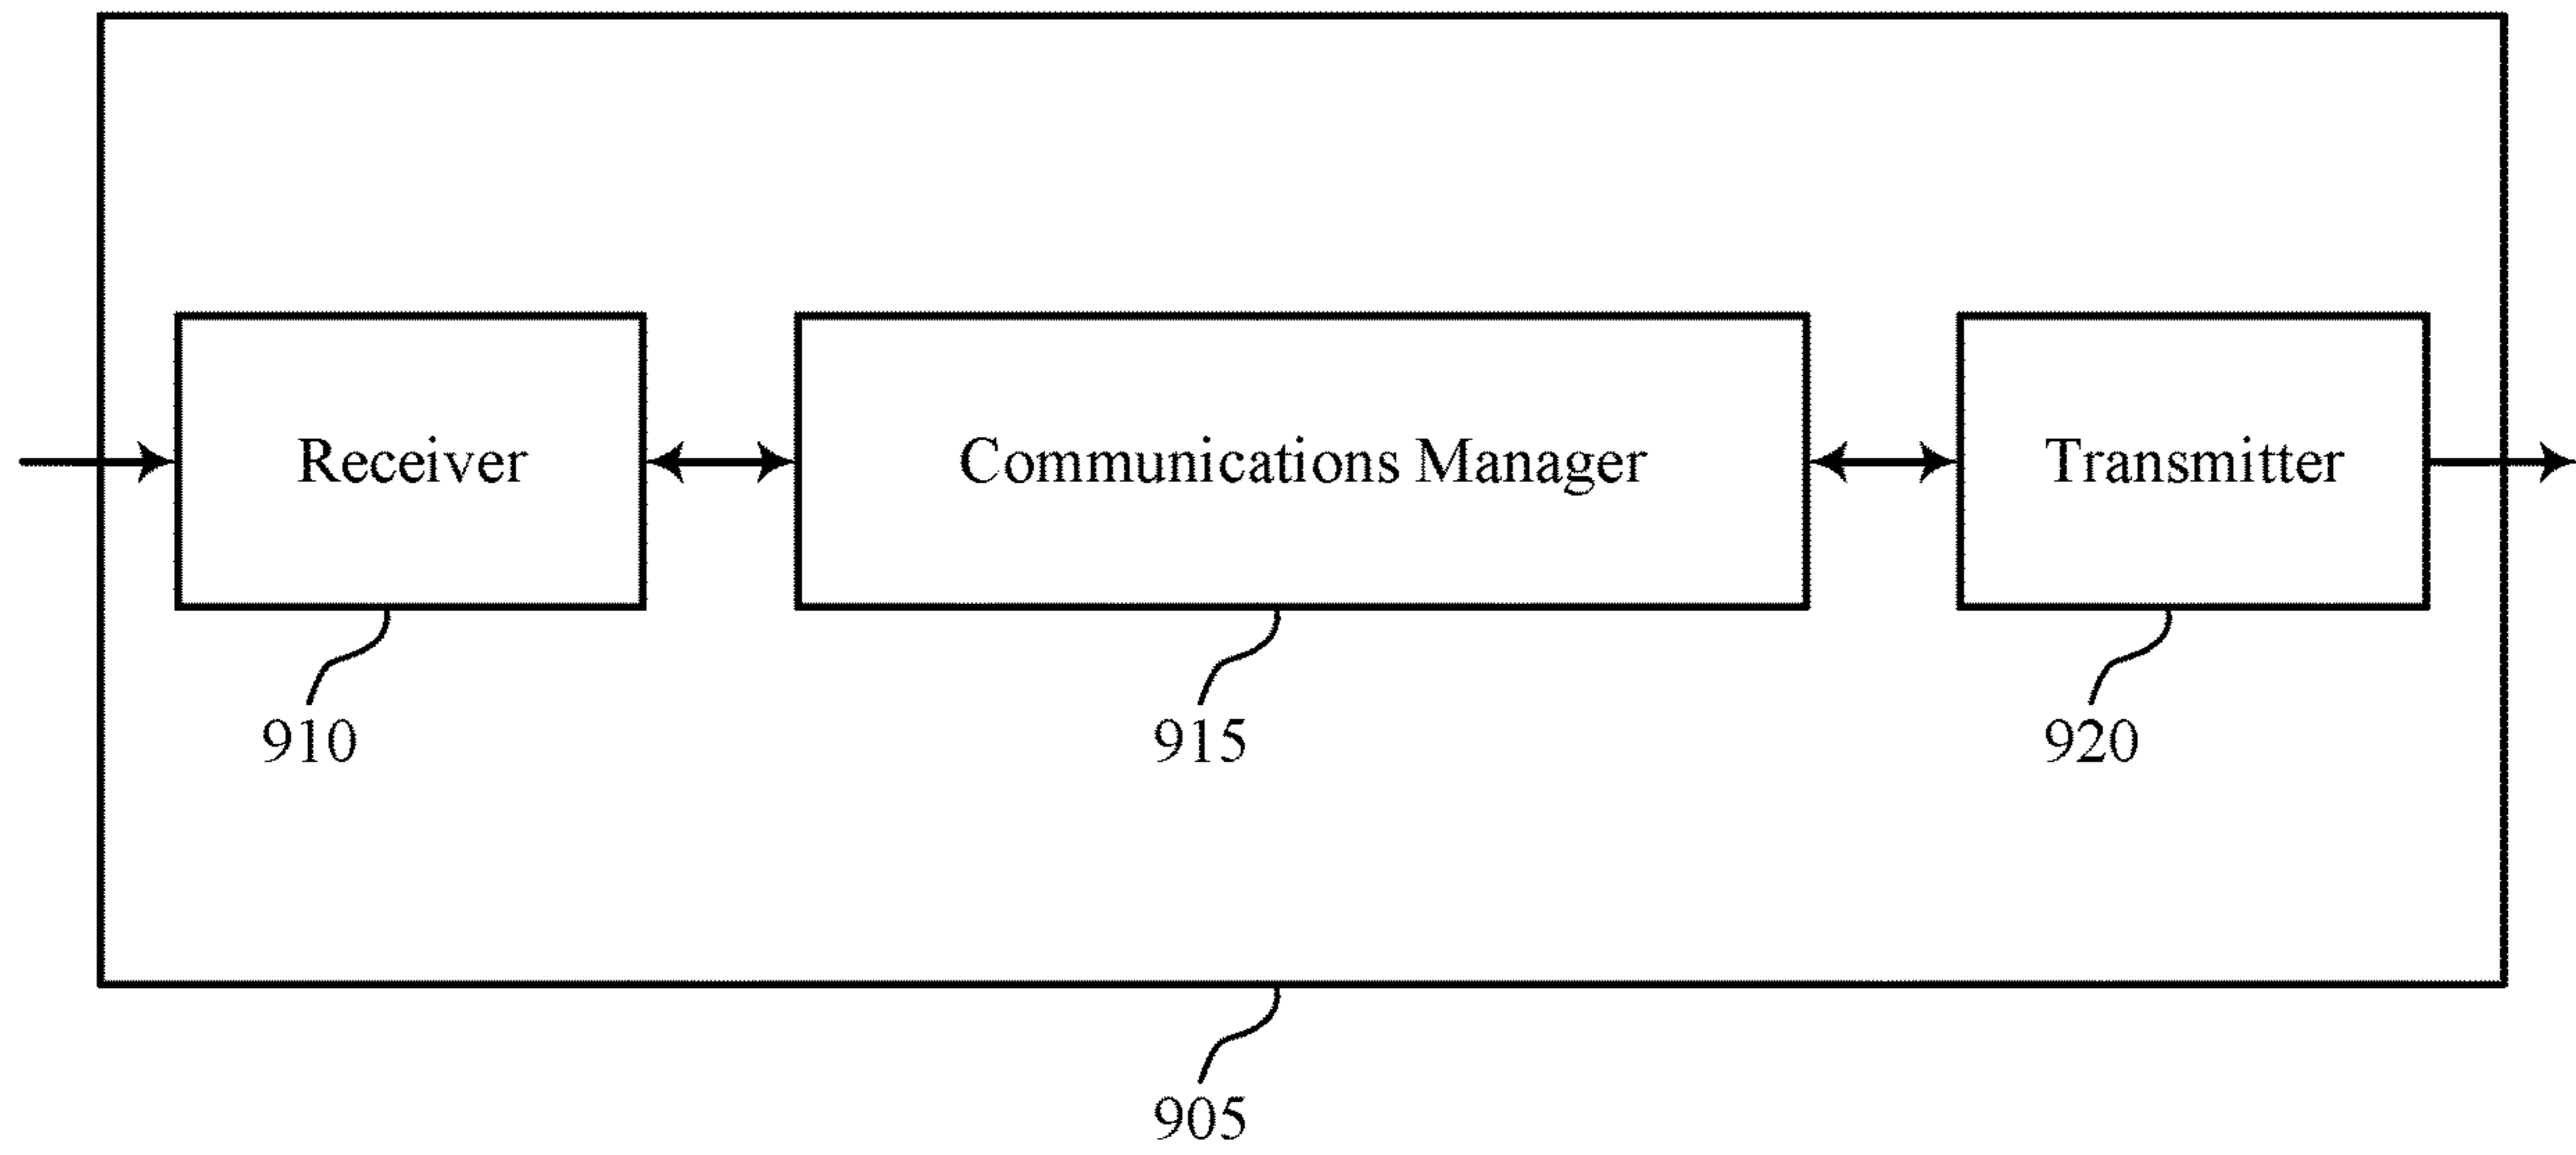 Receiver
Communications Manager
Transmitter
910
915
920
905